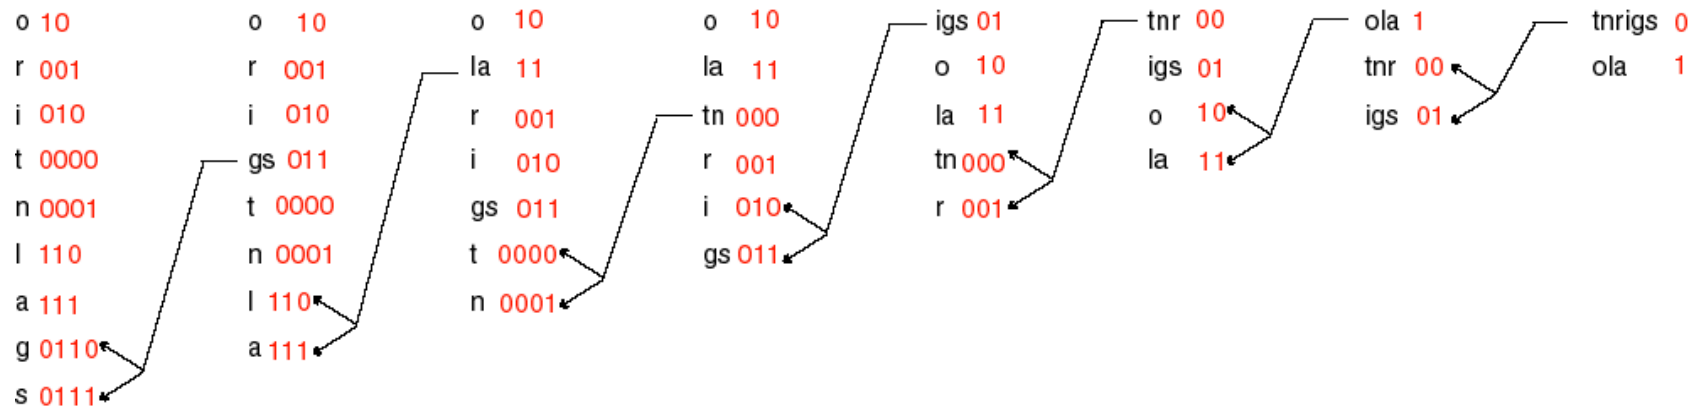 o 10 o 10 o 10 o 10 igs 01 tnr 00 ola 1 tnrigs 0
r 001 r 001 la 11 la 11 o 10 igs 01 tnr 00 ola 1
i 010 i 010 r 001 tn 000 la 11 o 10 igs 01
t 0000 gs 011 i 010 r 001 tn 000 la 11
n 0001 t 0000 gs 011 i 010 r 001
l 110 n 0001 t 0000 gs 011
a 111 l 110 n 0001
g 0110 a 111
s 0111